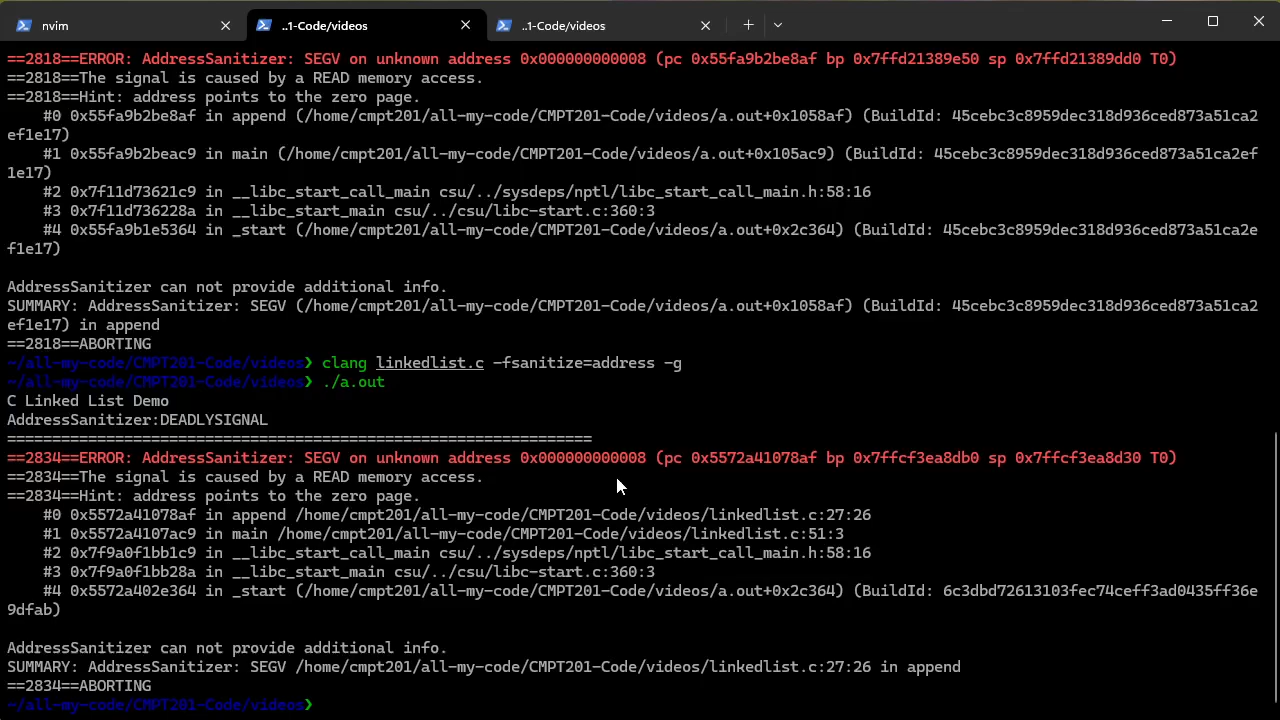 nvim
..1-Code/videos
..1-Code/videos
==2818==ERROR: AddressSanitizer: SEGV on unknown address 0x000000000008 (pc 0x55fa9b2be8af bp 0x7ffd21389e50 sp 0x7ffd21389dd0 T0)
==2818==The signal is caused by a READ memory access.
==2818==Hint: address points to the zero page.
#0 0x55fa9b2be8af in append (/home/cmpt201/all-my-code/CMPT201-Code/videos/a.out+0x1058af) (BuildId: 45cebc3c8959dec318d936ced873a51ca2
ef1e17)
#1 0x55fa9b2beac9 in main (/home/cmpt201/all-my-code/CMPT201-Code/videos/a.out+0x105ac9) (BuildId: 45cebc3c8959dec318d936ced873a51ca2ef
1e17)
#2 0x7f11d73621c9 in __libc_start_call_main csu/../sysdeps/nptl/libc_start_call_main.h:58:16
#3 0x7f11d736228a in __libc_start_main csu/../csu/libc-start.c:360:3
#4 0x55fa9b1e5364 in _start (/home/cmpt201/all-my-code/CMPT201-Code/videos/a.out+0x2c364) (BuildId: 45cebc3c8959dec318d936ced873a51ca2e
f1e17)
AddressSanitizer can not provide additional info.
SUMMARY: AddressSanitizer: SEGV (/home/cmpt201/all-my-code/CMPT201-Code/videos/a.out+0x1058af) (BuildId: 45cebc3c8959dec318d936ced873a51ca2
ef1e17) in append
==2818==ABORTING
~/all-my-code/CMPT201-Code/videos❯ clang linkedlist.c -fsanitize=address -g
~/all-my-code/CMPT201-Code/videos❯ ./a.out
C Linked List Demo
AddressSanitizer:DEADLYSIGNAL
=================================================================
==2834==ERROR: AddressSanitizer: SEGV on unknown address 0x000000000008 (pc 0x5572a41078af bp 0x7ffcf3ea8db0 sp 0x7ffcf3ea8d30 T0)
==2834==The signal is caused by a READ memory access.
==2834==Hint: address points to the zero page.
#0 0x5572a41078af in append /home/cmpt201/all-my-code/CMPT201-Code/videos/linkedlist.c:27:26
#1 0x5572a4107ac9 in main /home/cmpt201/all-my-code/CMPT201-Code/videos/linkedlist.c:51:3
#2 0x7f9a0f1bb1c9 in __libc_start_call_main csu/../sysdeps/nptl/libc_start_call_main.h:58:16
#3 0x7f9a0f1bb28a in __libc_start_main csu/../csu/libc-start.c:360:3
#4 0x5572a402e364 in _start (/home/cmpt201/all-my-code/CMPT201-Code/videos/a.out+0x2c364) (BuildId: 6c3dbd72613103fec74ceff3ad0435ff36e
9dfab)
AddressSanitizer can not provide additional info.
SUMMARY: AddressSanitizer: SEGV /home/cmpt201/all-my-code/CMPT201-Code/videos/linkedlist.c:27:26 in append
==2834==ABORTING
~/all-my-code/CMPT201-Code/videos❯